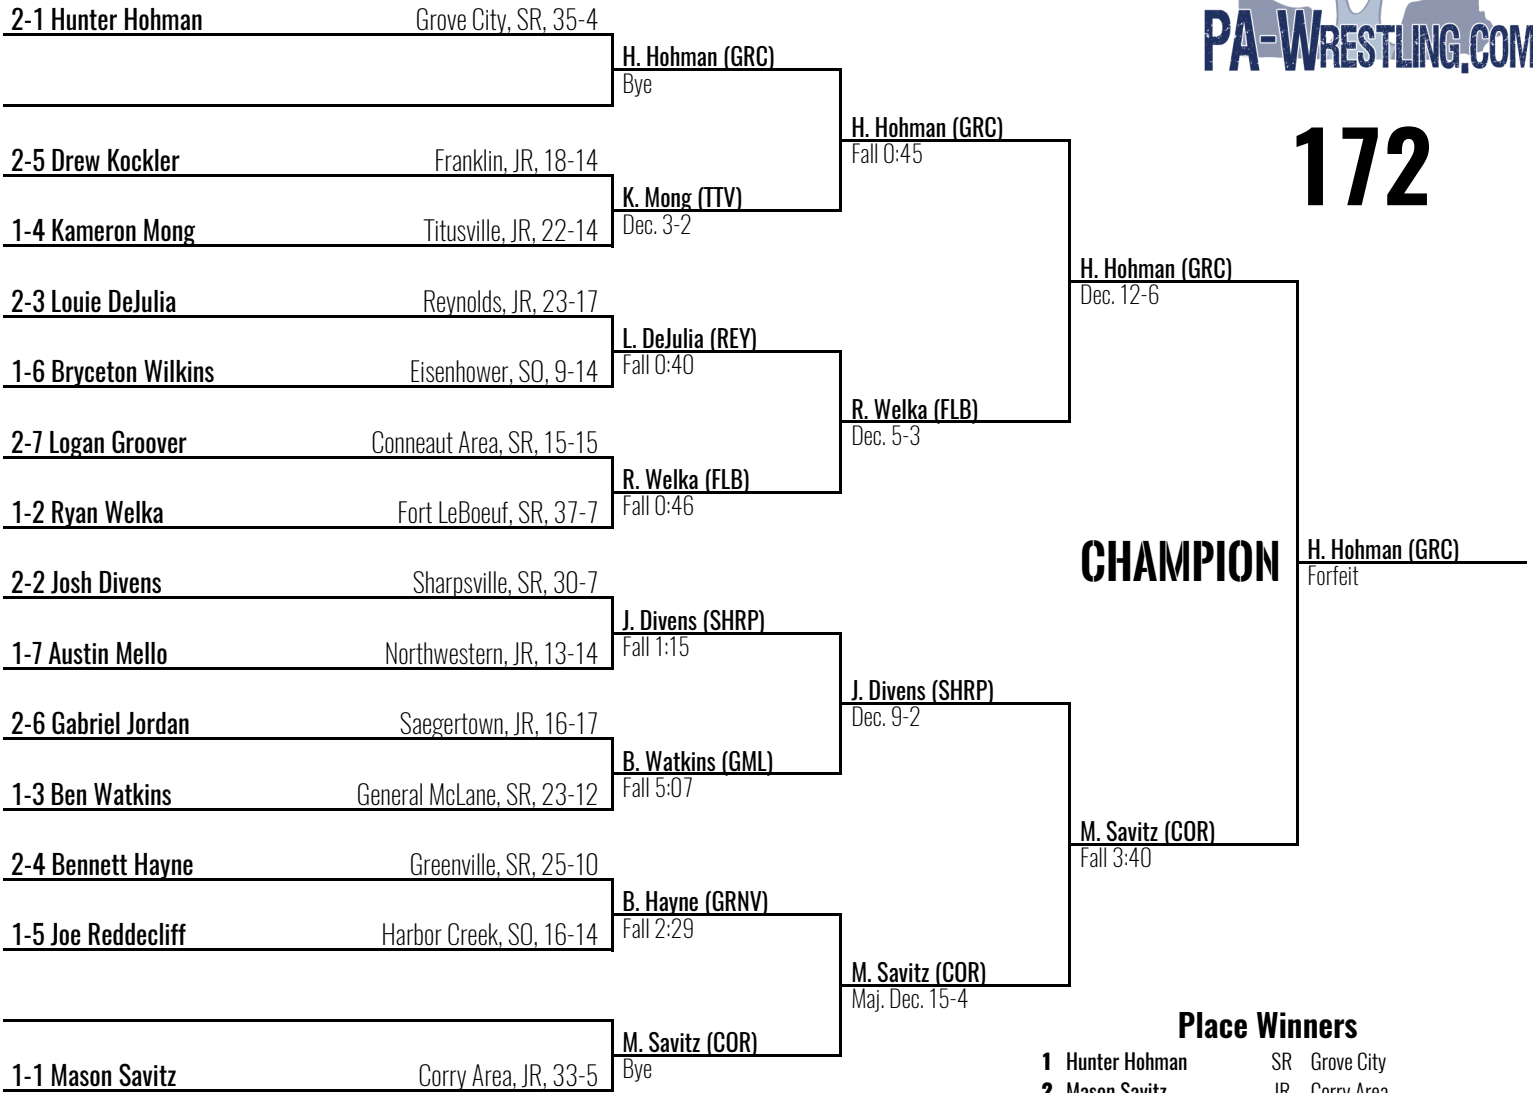 2-1 Hunter Hohman Grove City, SR, 35-4
PA-WRESTLING.COM
H. Hohman (GRC)
Bye
172
H. Hohman (GRC)
Fall 0:45
2-5 Drew Kockler Franklin, JR, 18-14
K. Mong (TTV)
Dec. 3-2
1-4 Kameron Mong Titusville, JR, 22-14
H. Hohman (GRC)
Dec. 12-6
2-3 Louie DeJulia Reynolds, JR, 23-17
L. DeJulia (REY)
Fall 0:40
1-6 Bryceton Wilkins Eisenhower, SO, 9-14
R. Welka (FLB)
Dec. 5-3
2-7 Logan Groover Conneaut Area, SR, 15-15
R. Welka (FLB)
Fall 0:46
1-2 Ryan Welka Fort LeBoeuf, SR, 37-7
CHAMPION
H. Hohman (GRC)
Forfeit
2-2 Josh Divens Sharpsville, SR, 30-7
J. Divens (SHRP)
Fall 1:15
1-7 Austin Mello Northwestern, JR, 13-14
J. Divens (SHRP)
Dec. 9-2
2-6 Gabriel Jordan Saegertown, JR, 16-17
B. Watkins (GML)
Fall 5:07
1-3 Ben Watkins General McLane, SR, 23-12
M. Savitz (COR)
Fall 3:40
2-4 Bennett Hayne Greenville, SR, 25-10
B. Hayne (GRNV)
Fall 2:29
1-5 Joe Reddecliff Harbor Creek, SO, 16-14
M. Savitz (COR)
Maj. Dec. 15-4
M. Savitz (COR)
Bye
1-1 Mason Savitz Corry Area, JR, 33-5
Place Winners
1 Hunter Hohman SR Grove City
2 Mason Savitz JR Corry Area